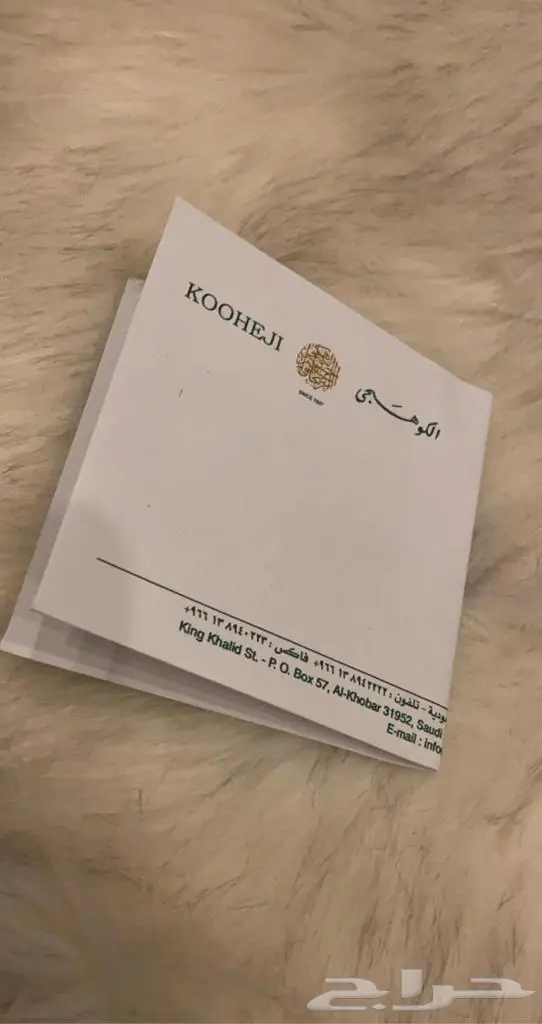 KOOHEJI
SINCE 1937
الكوهجي
ـودية - تلفون : ٨٩٤٢٢٢٢ ١٣ ٩٦٦+ فاكس : ٨٩٤٠٢٢٣ ١٣ ٩٦٦+
King Khalid St. - P. O. Box 57, Al-Khobar 31952, Saudi
E-mail : info
حراج